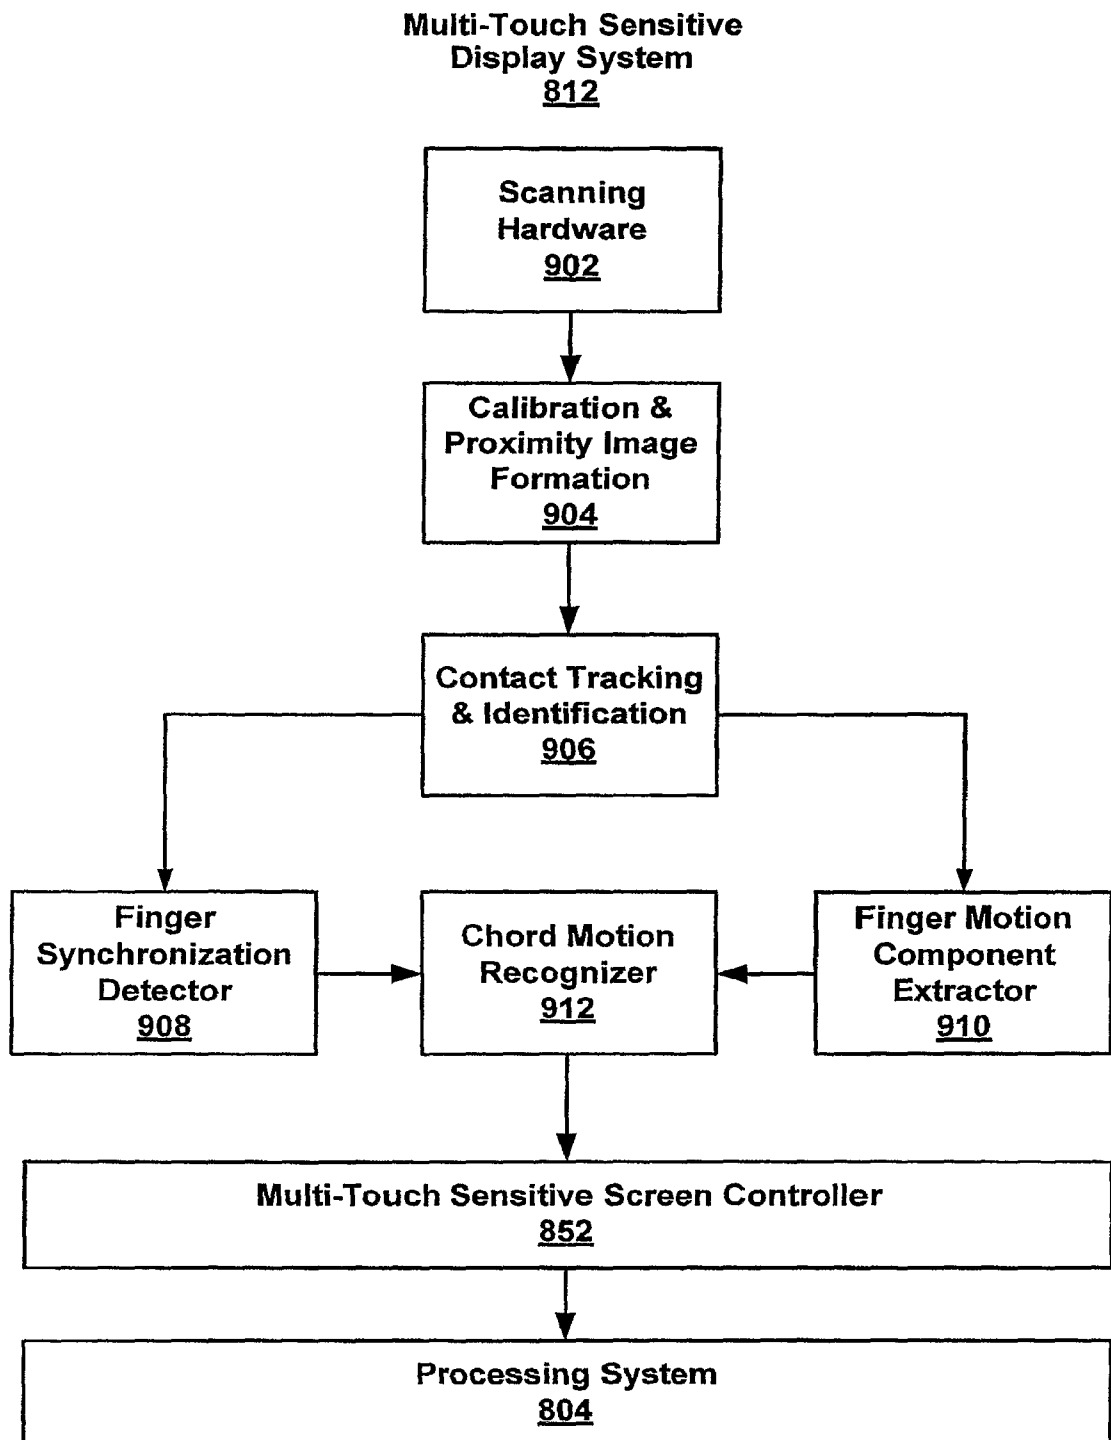 Multi-Touch Sensitive
Display System
812
Scanning
Hardware
902
Calibration &
Proximity Image
Formation
904
Contact Tracking
& Identification
906
Finger
Synchronization
Detector
908
Chord Motion
Recognizer
912
Finger Motion
Component
Extractor
910
Multi-Touch Sensitive Screen Controller
852
Processing System
804